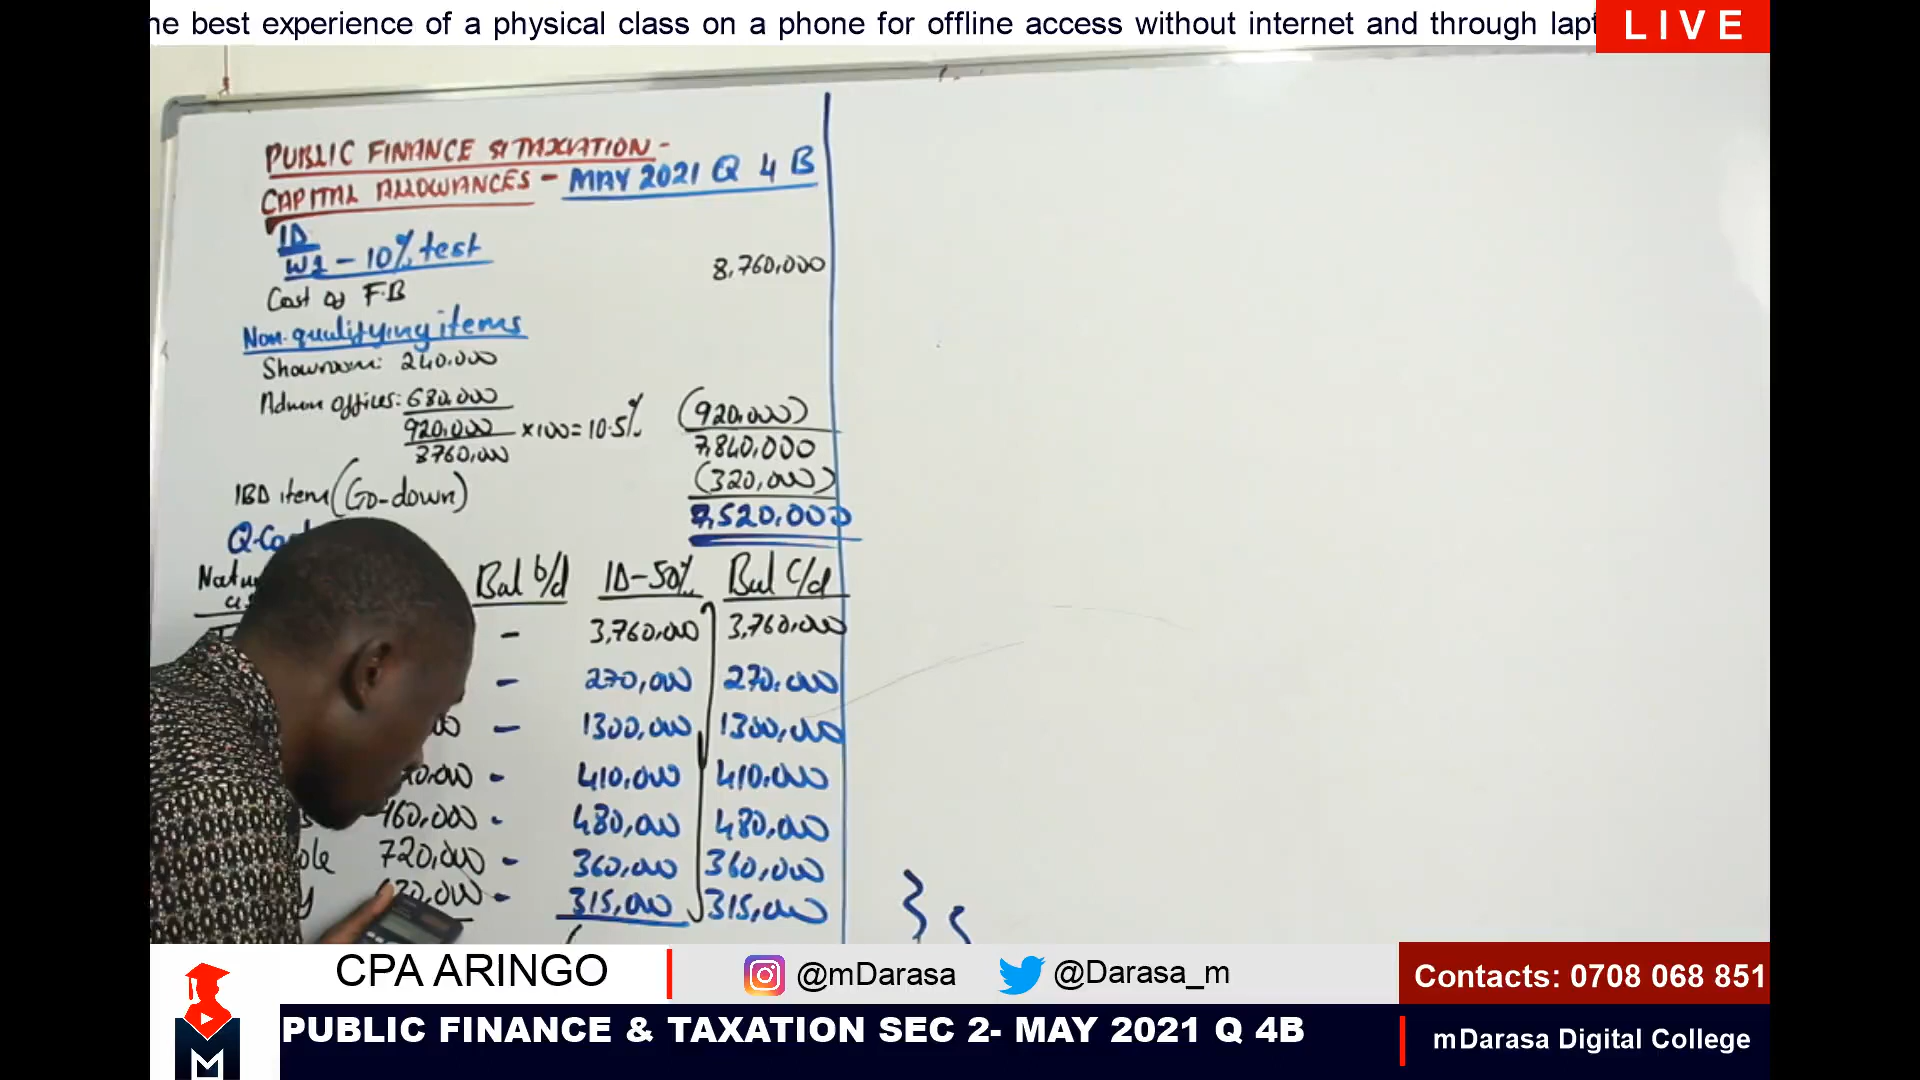 he best experience of a physical class on a phone for offline access without internet and through lapt
LIVE
PUBLIC FINANCE & TAXATION -
CAPITAL ALLOWANCES - MAY 2021 Q 4 B
ID
W1 - 10% test
Cost of F.B 8,760,000
Non-qualifying items
Showroom: 240.000
Admin offices: 680.000 (920,000)
920,000 x100 = 10.5% 7,840,000
8760,000
IBD item (Go-down) (320,000)
Q.Cost 7,520,000
Bal b/d ID-50% Bal C/d
- 3,760,000 3,760,000
- 270,000 270,000
- 1300,000 1300,000
- 410,000 410,000
460,000 - 480,000 480,000
720,000 - 360,000 360,000
- 315,000 315,000
CPA ARINGO
@mDarasa
@Darasa_m
Contacts: 0708 068 851
M
PUBLIC FINANCE & TAXATION SEC 2- MAY 2021 Q 4B
mDarasa Digital College